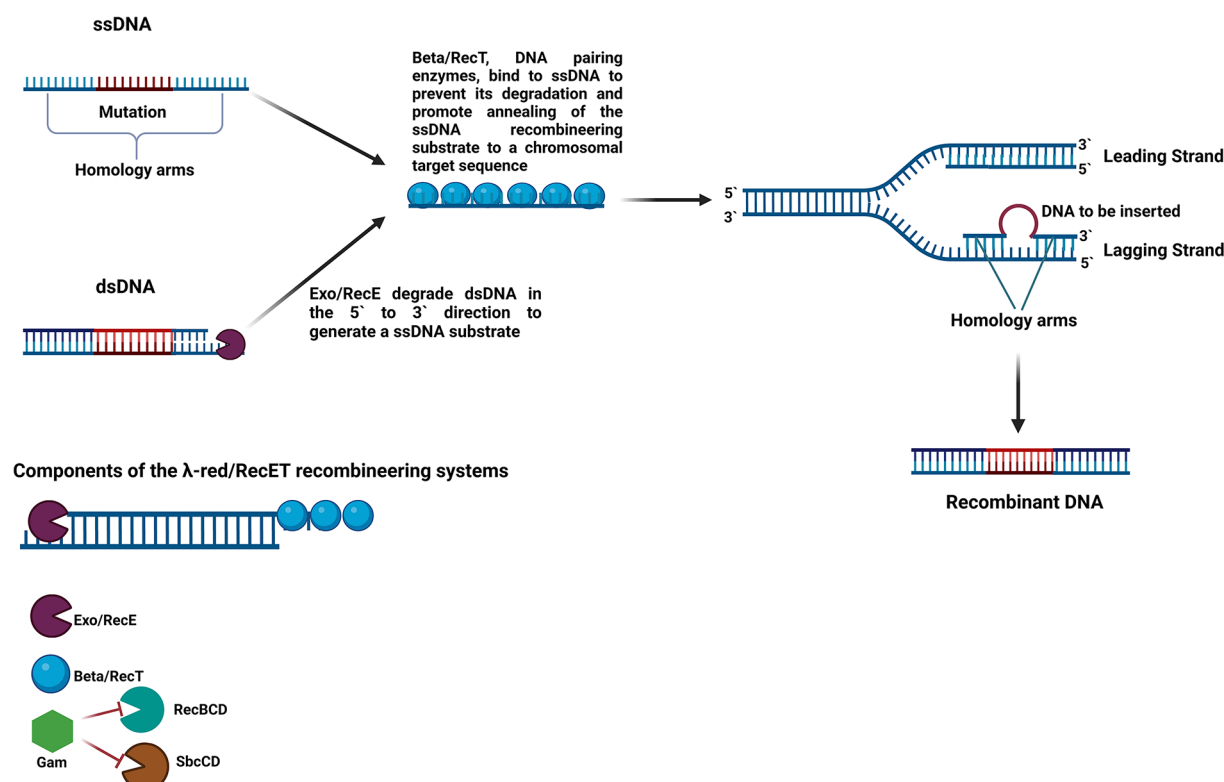 ssDNA
Mutation
Homology arms
Beta/RecT, DNA pairing
enzymes, bind to ssDNA to
prevent its degradation and
promote annealing of the
ssDNA recombineering
substrate to a chromosomal
target sequence
dsDNA
Exo/RecE degrade dsDNA in
the 5` to 3` direction to
generate a ssDNA substrate
5`
3`
3`
5`
Leading Strand
DNA to be inserted
3`
5`
Lagging Strand
Homology arms
Recombinant DNA
Components of the λ-red/RecET recombineering systems
Exo/RecE
Beta/RecT
Gam
RecBCD
SbcCD